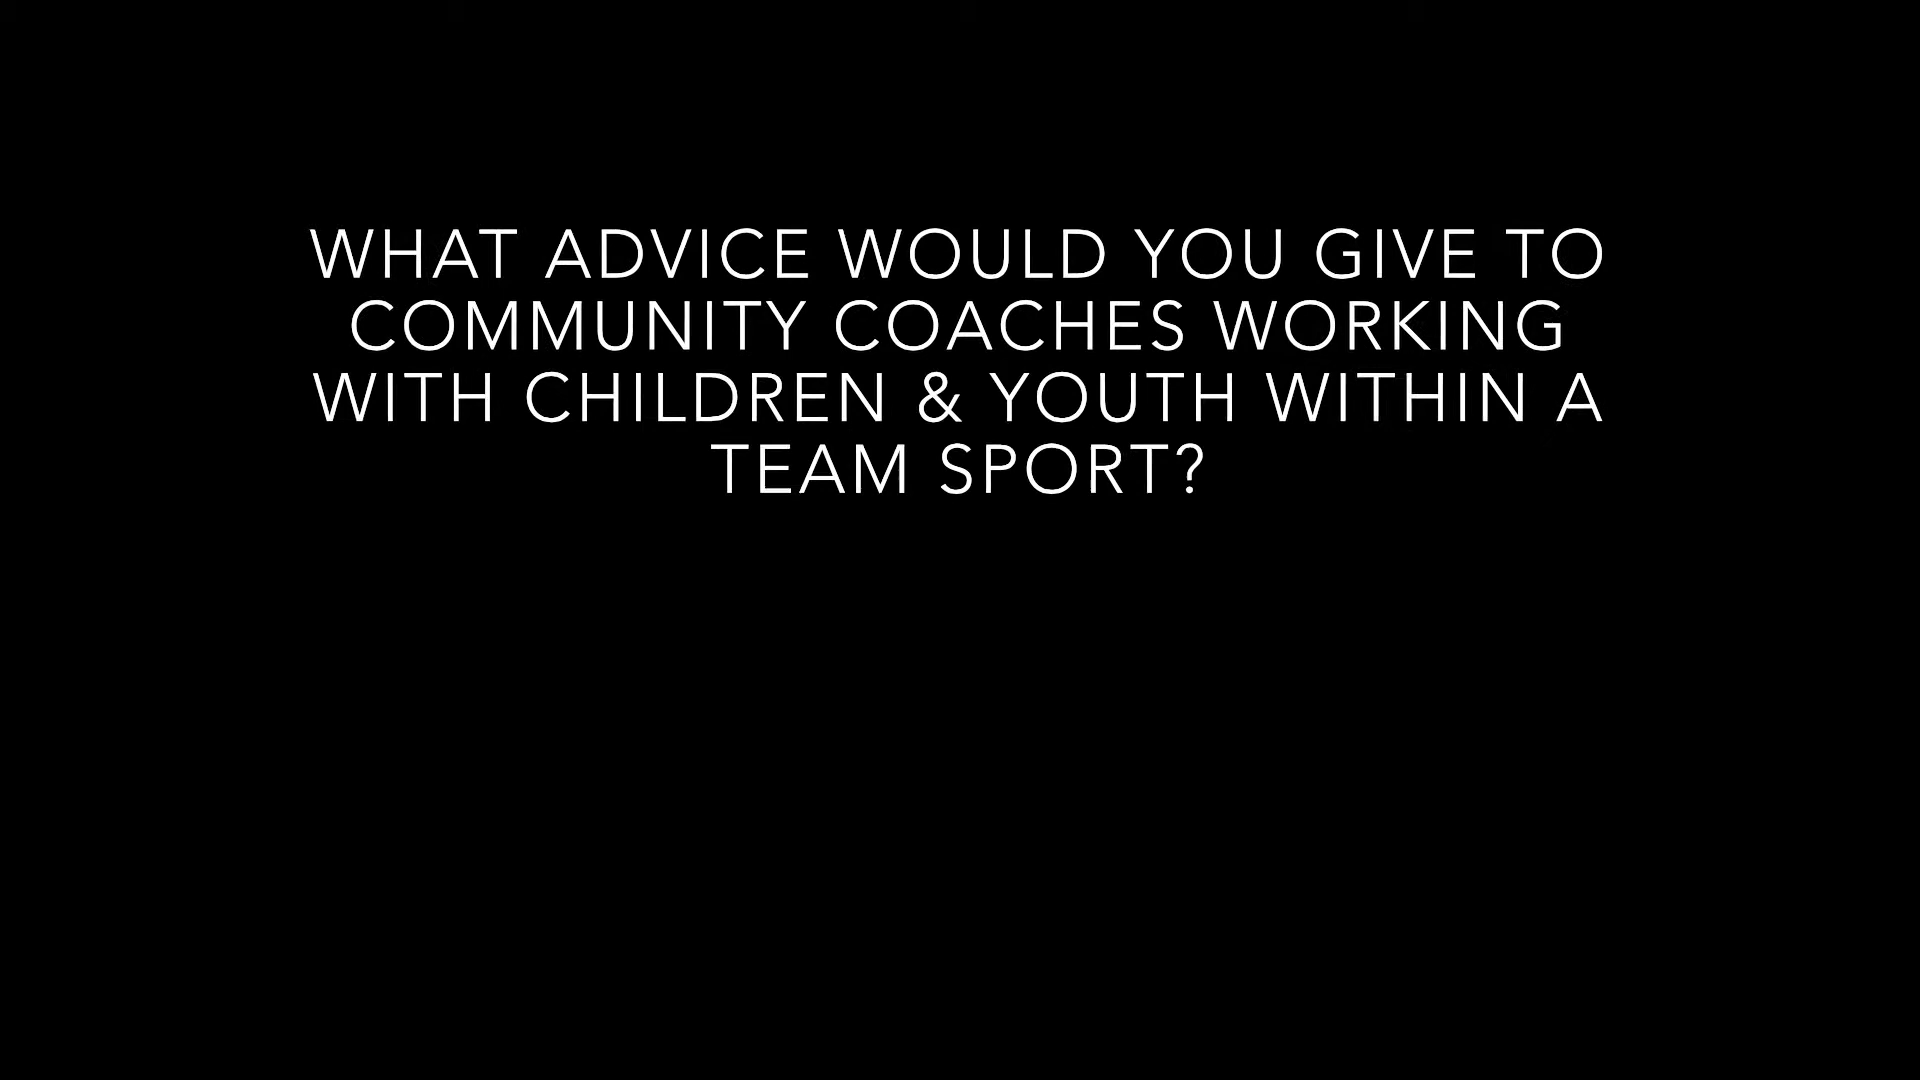 WHAT ADVICE WOULD YOU GIVE TO
COMMUNITY COACHES WORKING
WITH CHILDREN & YOUTH WITHIN A
TEAM SPORT?